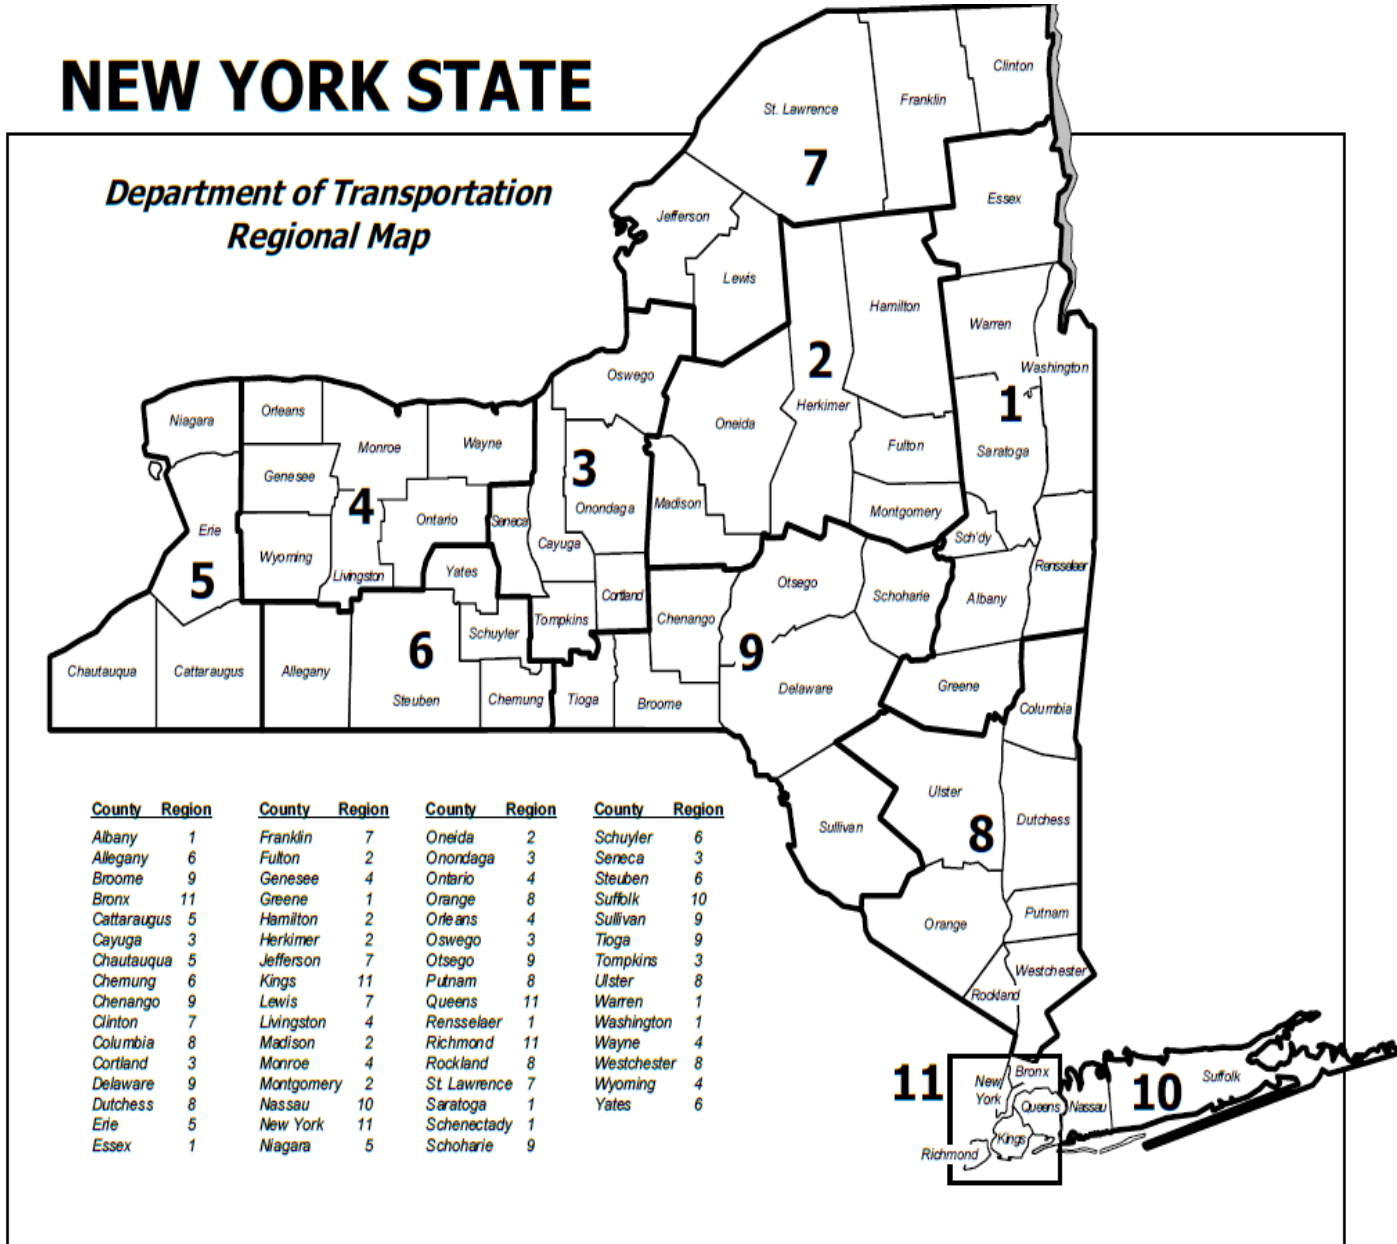 NEW YORK STATE
Department of Transportation
Regional Map
Clinton
Franklin
St. Lawrence
7
Essex
Jefferson
Lewis
Hamilton
Warren
2
Washington
Oswego
1
Herkimer
Orleans
Niagara
Oneida
Monroe
Wayne
Fulton
Saratoga
3
Genesee
Madison
4
Onondaga
Montgomery
Ontario
Seneca
Erie
Sch'dy
Cayuga
Wyoming
Rensselaer
Yates
Livingston
5
Otsego
Cortland
Schoharie
Albany
Tompkins
Chenango
Schuyler
6
9
Chautauqua
Cattaraugus
Allegany
Greene
Delaware
Steuben
Chemung
Tioga
Broome
Columbia
Ulster
Sullivan
8
Dutchess
Putnam
Orange
Westchester
Rockland
11
Bronx
New
York
Queens
Nassau
10
Suffolk
Kings
Richmond
County Region County Region County Region County Region
Albany 1 Franklin 7 Oneida 2 Schuyler 6
Allegany 6 Fulton 2 Onondaga 3 Seneca 3
Broome 9 Genesee 4 Ontario 4 Steuben 6
Bronx 11 Greene 1 Orange 8 Suffolk 10
Cattaraugus 5 Hamilton 2 Orleans 4 Sullivan 9
Cayuga 3 Herkimer 2 Oswego 3 Tioga 9
Chautauqua 5 Jefferson 7 Otsego 9 Tompkins 3
Chemung 6 Kings 11 Putnam 8 Ulster 8
Chenango 9 Lewis 7 Queens 11 Warren 1
Clinton 7 Livingston 4 Rensselaer 1 Washington 1
Columbia 8 Madison 2 Richmond 11 Wayne 4
Cortland 3 Monroe 4 Rockland 8 Westchester 8
Delaware 9 Montgomery 2 St. Lawrence 7 Wyoming 4
Dutchess 8 Nassau 10 Saratoga 1 Yates 6
Erie 5 New York 11 Schenectady 1
Essex 1 Niagara 5 Schoharie 9